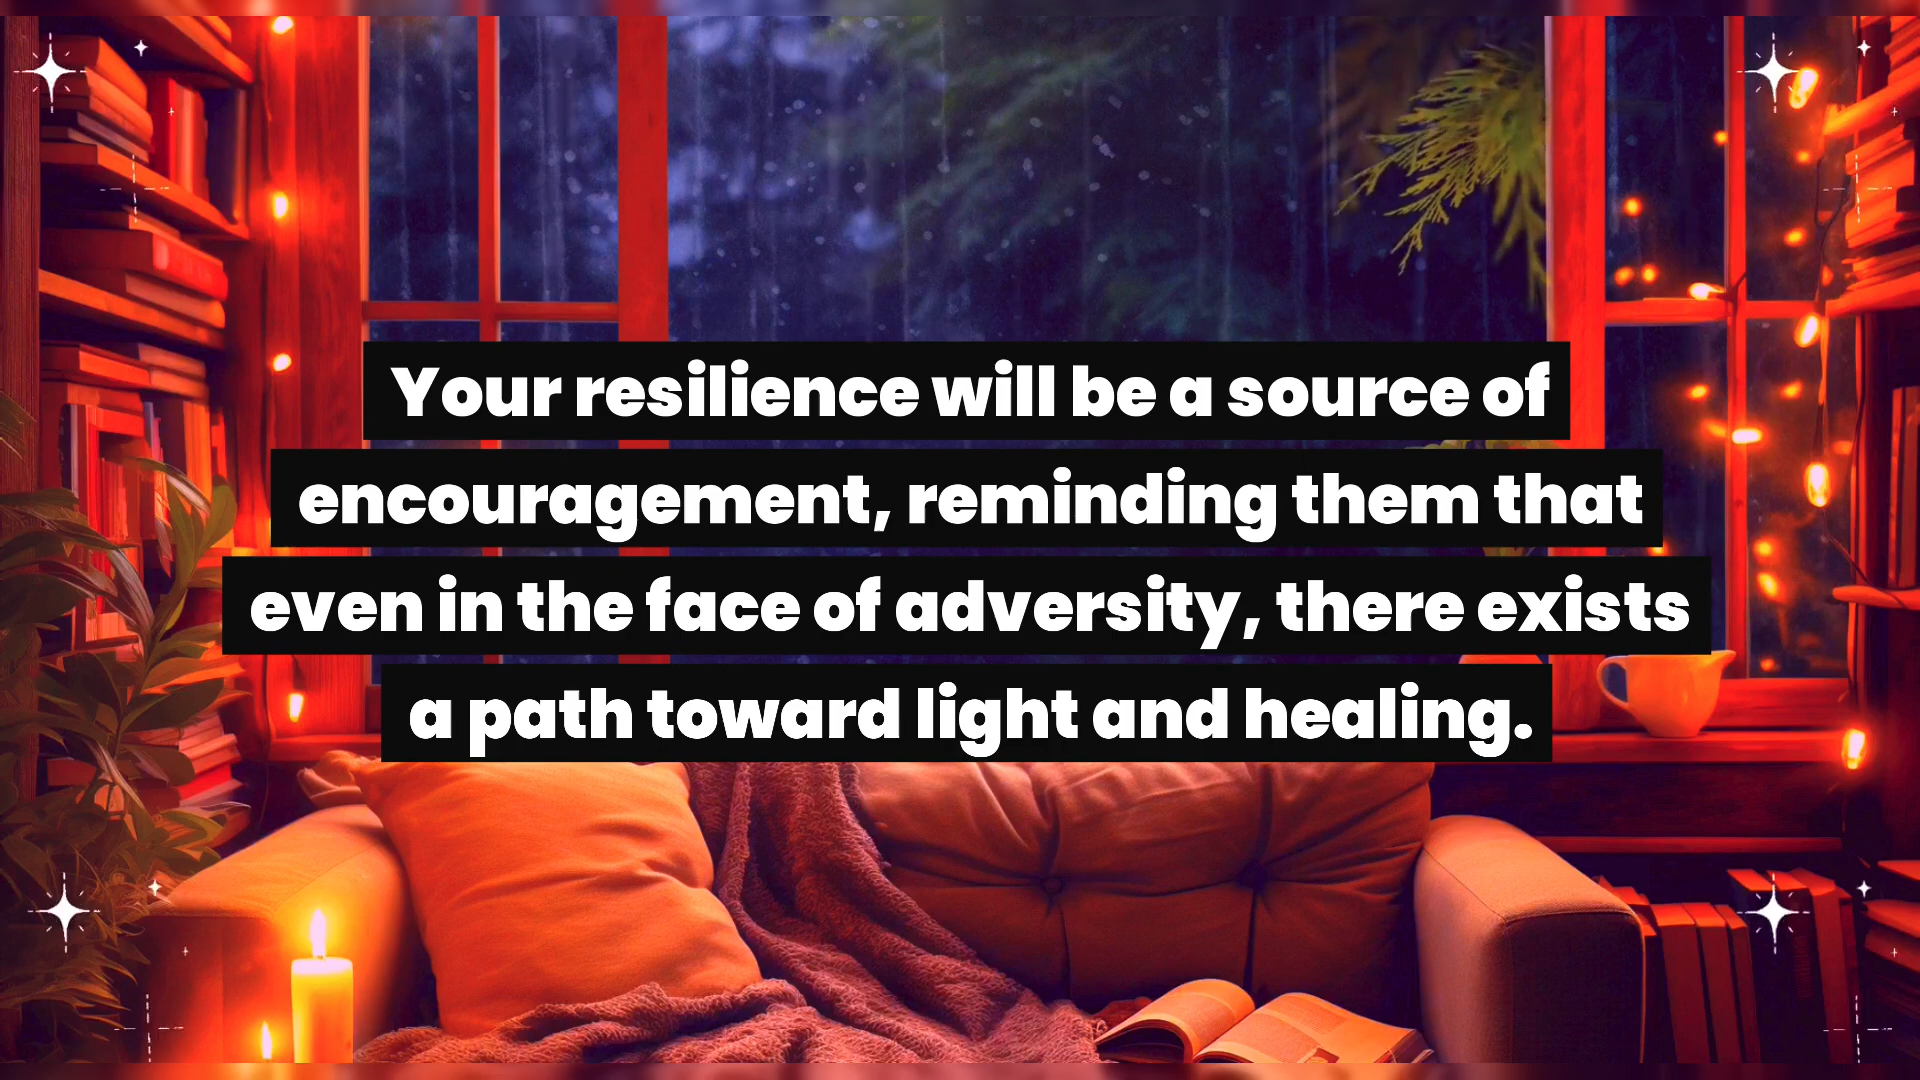 Your resilience will be a source of
encouragement, reminding them that
even in the face of adversity, there exists
a path toward light and healing.